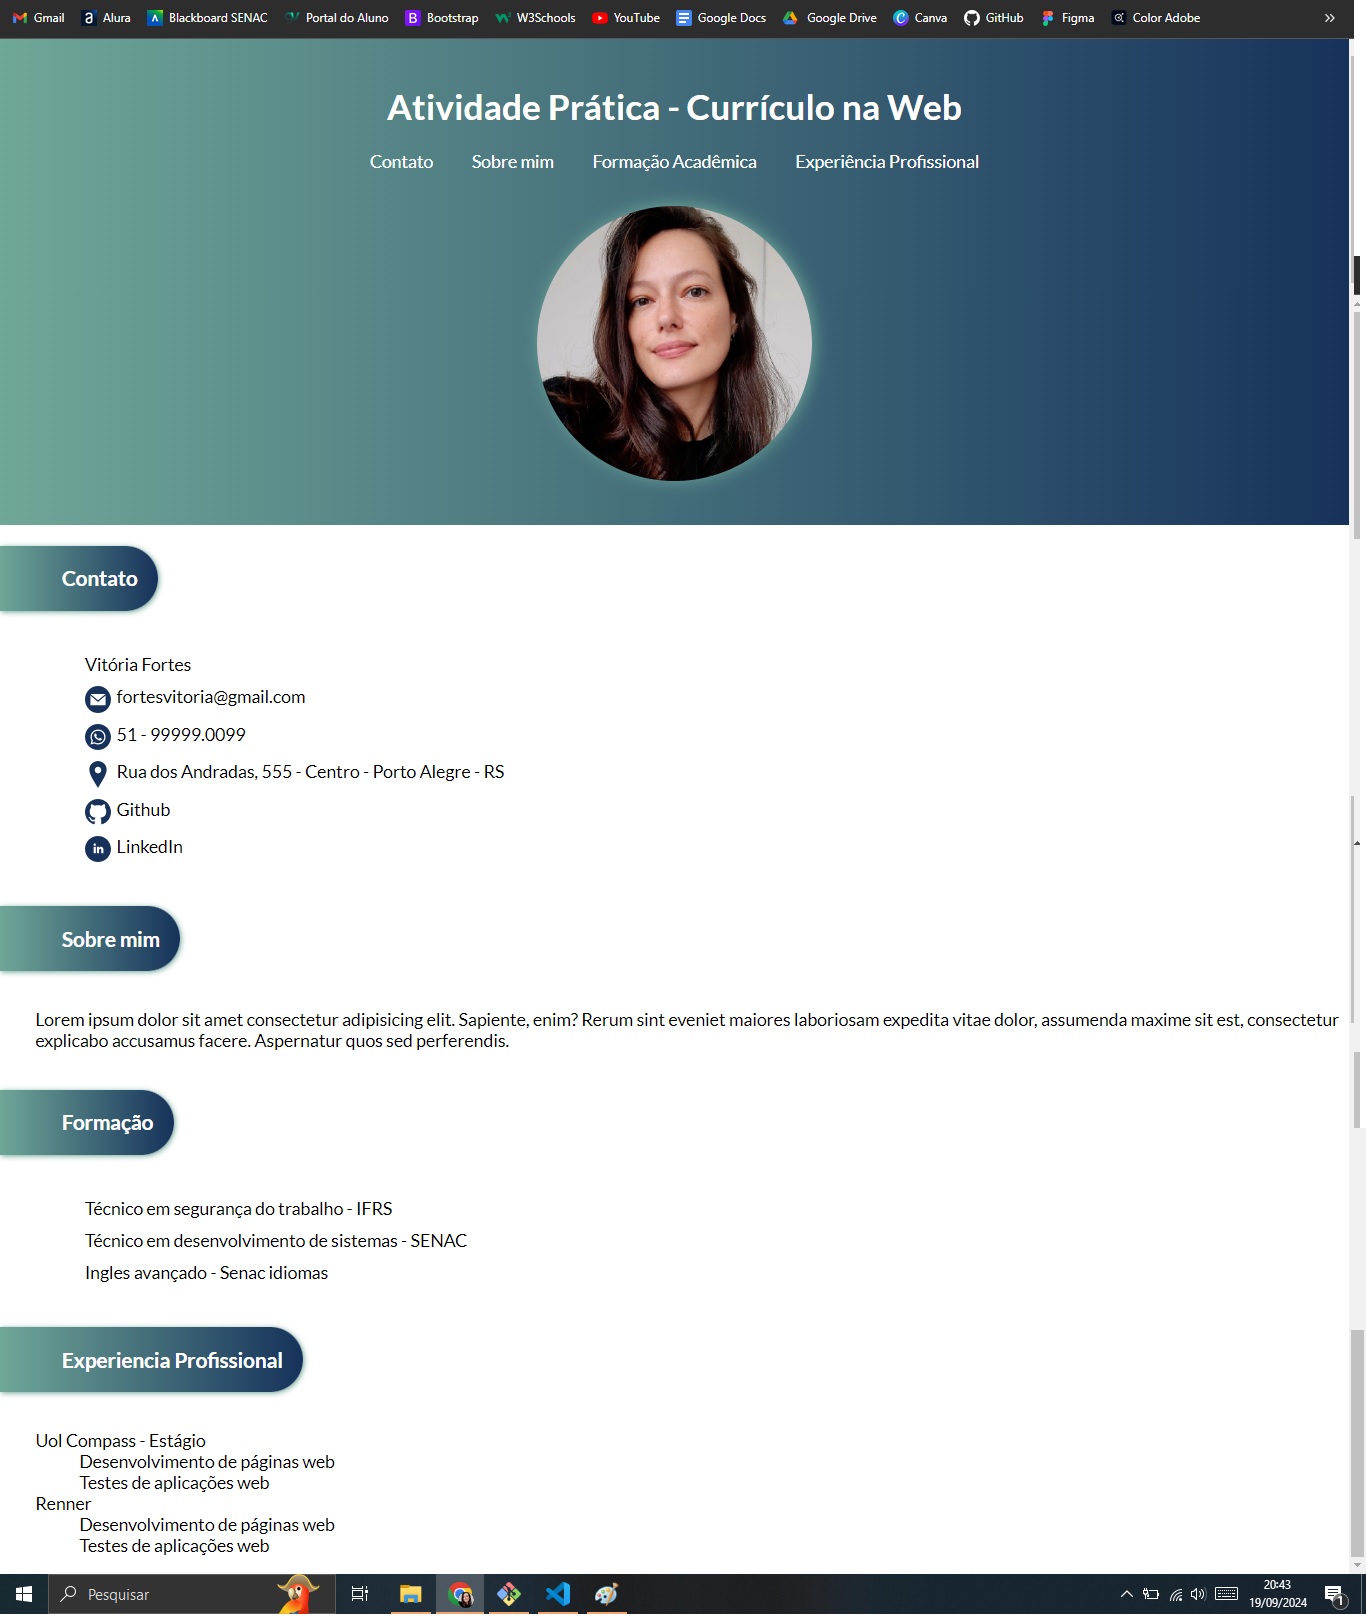 Gmail Alura Blackboard SENAC Portal do Aluno Bootstrap W3Schools YouTube Google Docs Google Drive Canva GitHub Figma Color Adobe »
Atividade Prática - Currículo na Web
Contato Sobre mim Formação Acadêmica Experiência Profissional
Contato
Vitória Fortes
fortesvitoria@gmail.com
51 - 99999.0099
Rua dos Andradas, 555 - Centro - Porto Alegre - RS
Github
LinkedIn
Sobre mim
Lorem ipsum dolor sit amet consectetur adipisicing elit. Sapiente, enim? Rerum sint eveniet maiores laboriosam expedita vitae dolor, assumenda maxime sit est, consectetur
explicabo accusamus facere. Aspernatur quos sed perferendis.
Formação
Técnico em segurança do trabalho - IFRS
Técnico em desenvolvimento de sistemas - SENAC
Ingles avançado - Senac idiomas
Experiencia Profissional
Uol Compass - Estágio
Desenvolvimento de páginas web
Testes de aplicações web
Renner
Desenvolvimento de páginas web
Testes de aplicações web
Pesquisar
20:43
19/09/2024
1